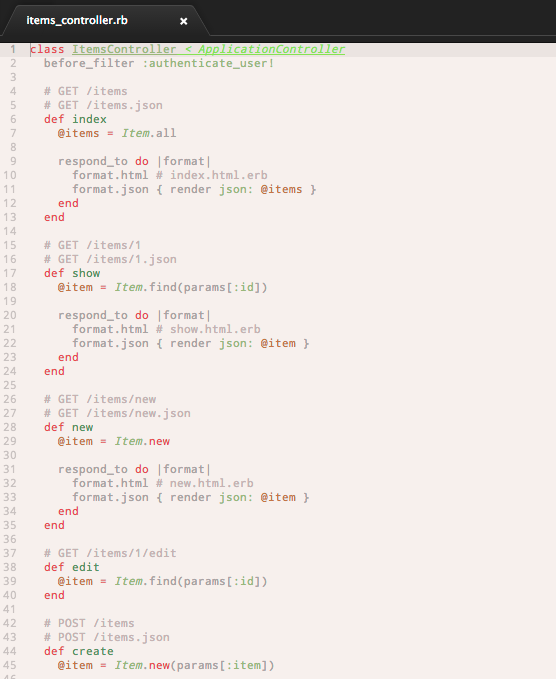 items_controller.rb ×
1 class ItemsController < ApplicationController
2   before_filter :authenticate_user!
3
4   # GET /items
5   # GET /items.json
6   def index
7     @items = Item.all
8
9     respond_to do |format|
10       format.html # index.html.erb
11       format.json { render json: @items }
12     end
13   end
14
15   # GET /items/1
16   # GET /items/1.json
17   def show
18     @item = Item.find(params[:id])
19
20     respond_to do |format|
21       format.html # show.html.erb
22       format.json { render json: @item }
23     end
24   end
25
26   # GET /items/new
27   # GET /items/new.json
28   def new
29     @item = Item.new
30
31     respond_to do |format|
32       format.html # new.html.erb
33       format.json { render json: @item }
34     end
35   end
36
37   # GET /items/1/edit
38   def edit
39     @item = Item.find(params[:id])
40   end
41
42   # POST /items
43   # POST /items.json
44   def create
45     @item = Item.new(params[:item])